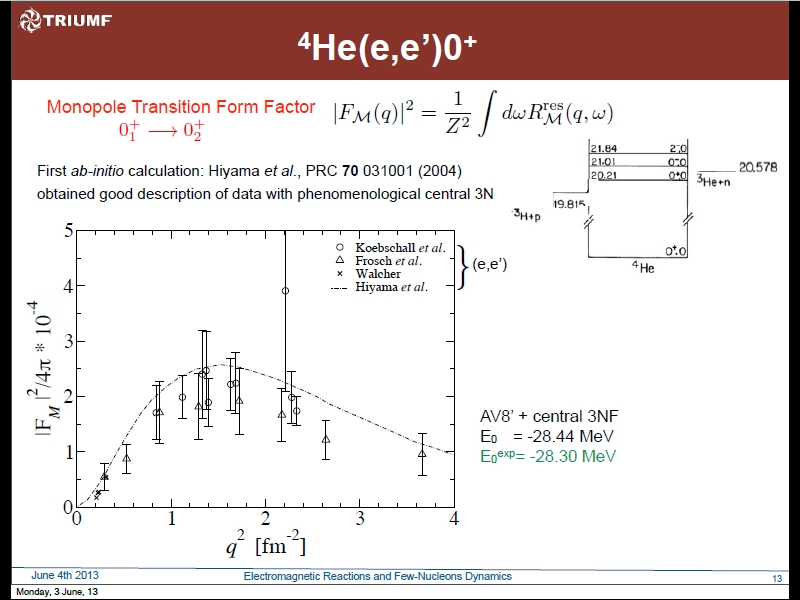 TRIUMF
⁴He(e,e’)0⁺
Monopole Transition Form Factor
0₁⁺ ⟶ 0₂⁺
|F_M(q)|² = 1/Z² ∫ dωR_M^res(q, ω)
First ab-initio calculation: Hiyama et al., PRC 70 031001 (2004)
obtained good description of data with phenomenological central 3N
21.84 2⁻0
21.01 0⁻0
20.21 0⁺0
20.578
³He+n
19.815
³H+p
0⁺0
⁴He
5
4
3
2
1
0
|F_M|²/4π * 10⁻⁴
Koebschall et al.
Frosch et al.
Walcher
Hiyama et al.
(e,e’)
0 1 2 3 4
q² [fm⁻²]
AV8’ + central 3NF
E₀ = -28.44 MeV
E₀ᵉˣᵖ= -28.30 MeV
June 4th 2013
Electromagnetic Reactions and Few-Nucleons Dynamics
13
Monday, 3 June, 13